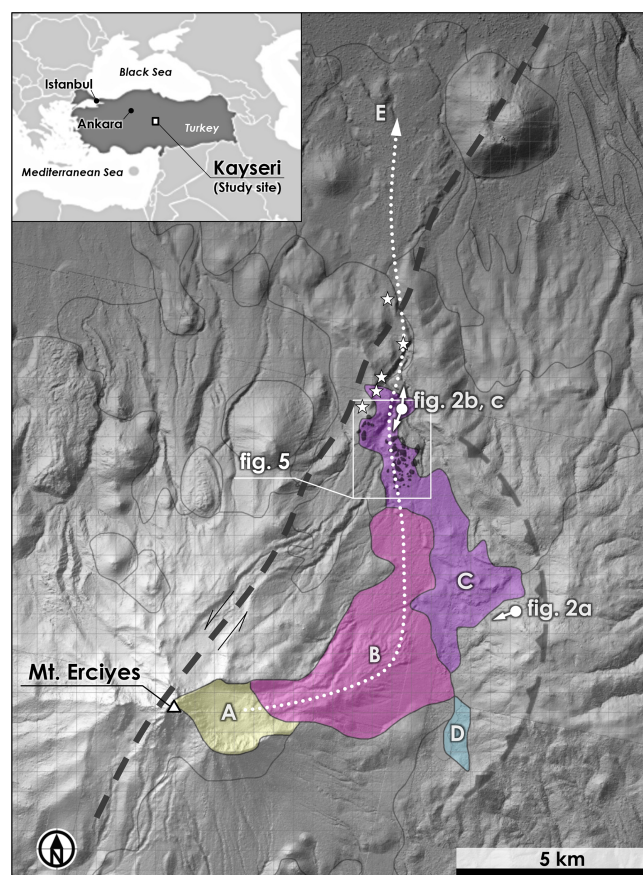 Black Sea
Istanbul
Ankara
Turkey
Mediterranean Sea
Kayseri
(Study site)
E
fig. 2b, c
fig. 5
C
fig. 2a
B
Mt. Erciyes
A
D
N
5 km